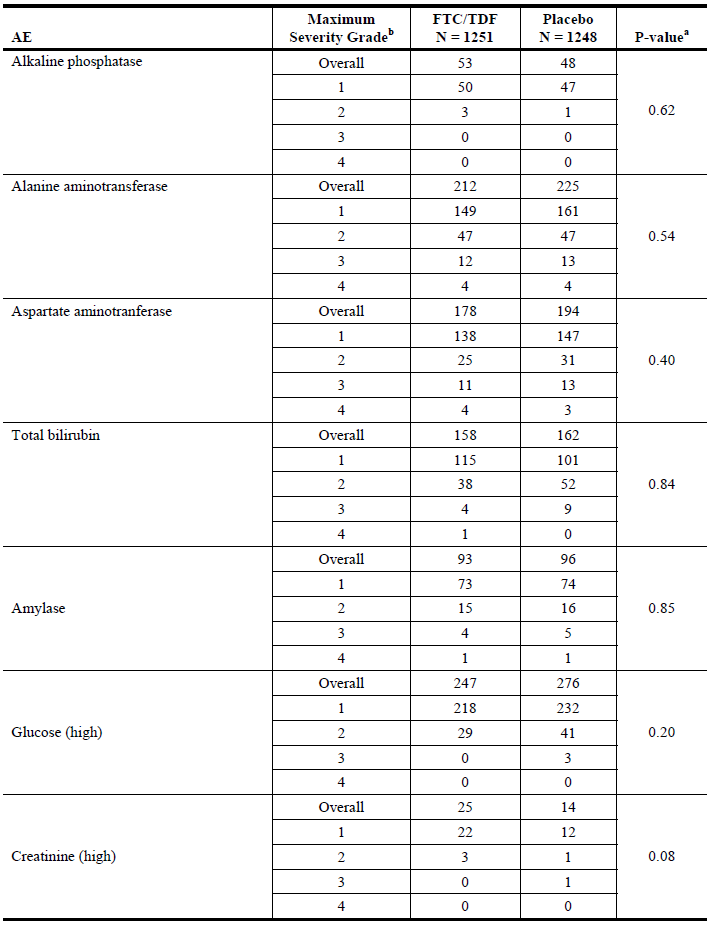 AE Maximum Severity Grade^b FTC/TDF N = 1251 Placebo N = 1248 P-value^a
Alkaline phosphatase Overall 53 48
1 50 47
2 3 1 0.62
3 0 0
4 0 0
Alanine aminotransferase Overall 212 225
1 149 161
2 47 47 0.54
3 12 13
4 4 4
Aspartate aminotranferase Overall 178 194
1 138 147
2 25 31 0.40
3 11 13
4 4 3
Total bilirubin Overall 158 162
1 115 101
2 38 52 0.84
3 4 9
4 1 0
Overall 93 96
1 73 74
Amylase 2 15 16 0.85
3 4 5
4 1 1
Overall 247 276
1 218 232
Glucose (high) 2 29 41 0.20
3 0 3
4 0 0
Overall 25 14
1 22 12
Creatinine (high) 2 3 1 0.08
3 0 1
4 0 0